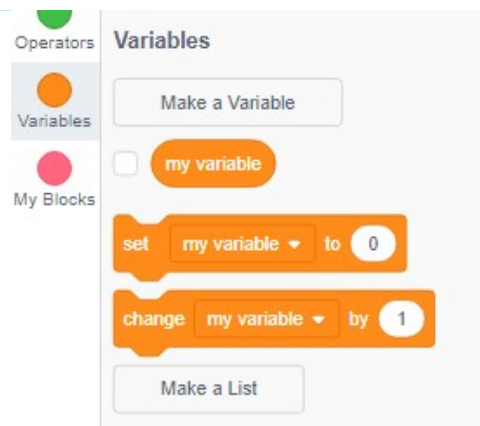 Operators
Variables
My Blocks
Variables
Make a Variable
my variable
set my variable to 0
change my variable by 1
Make a List